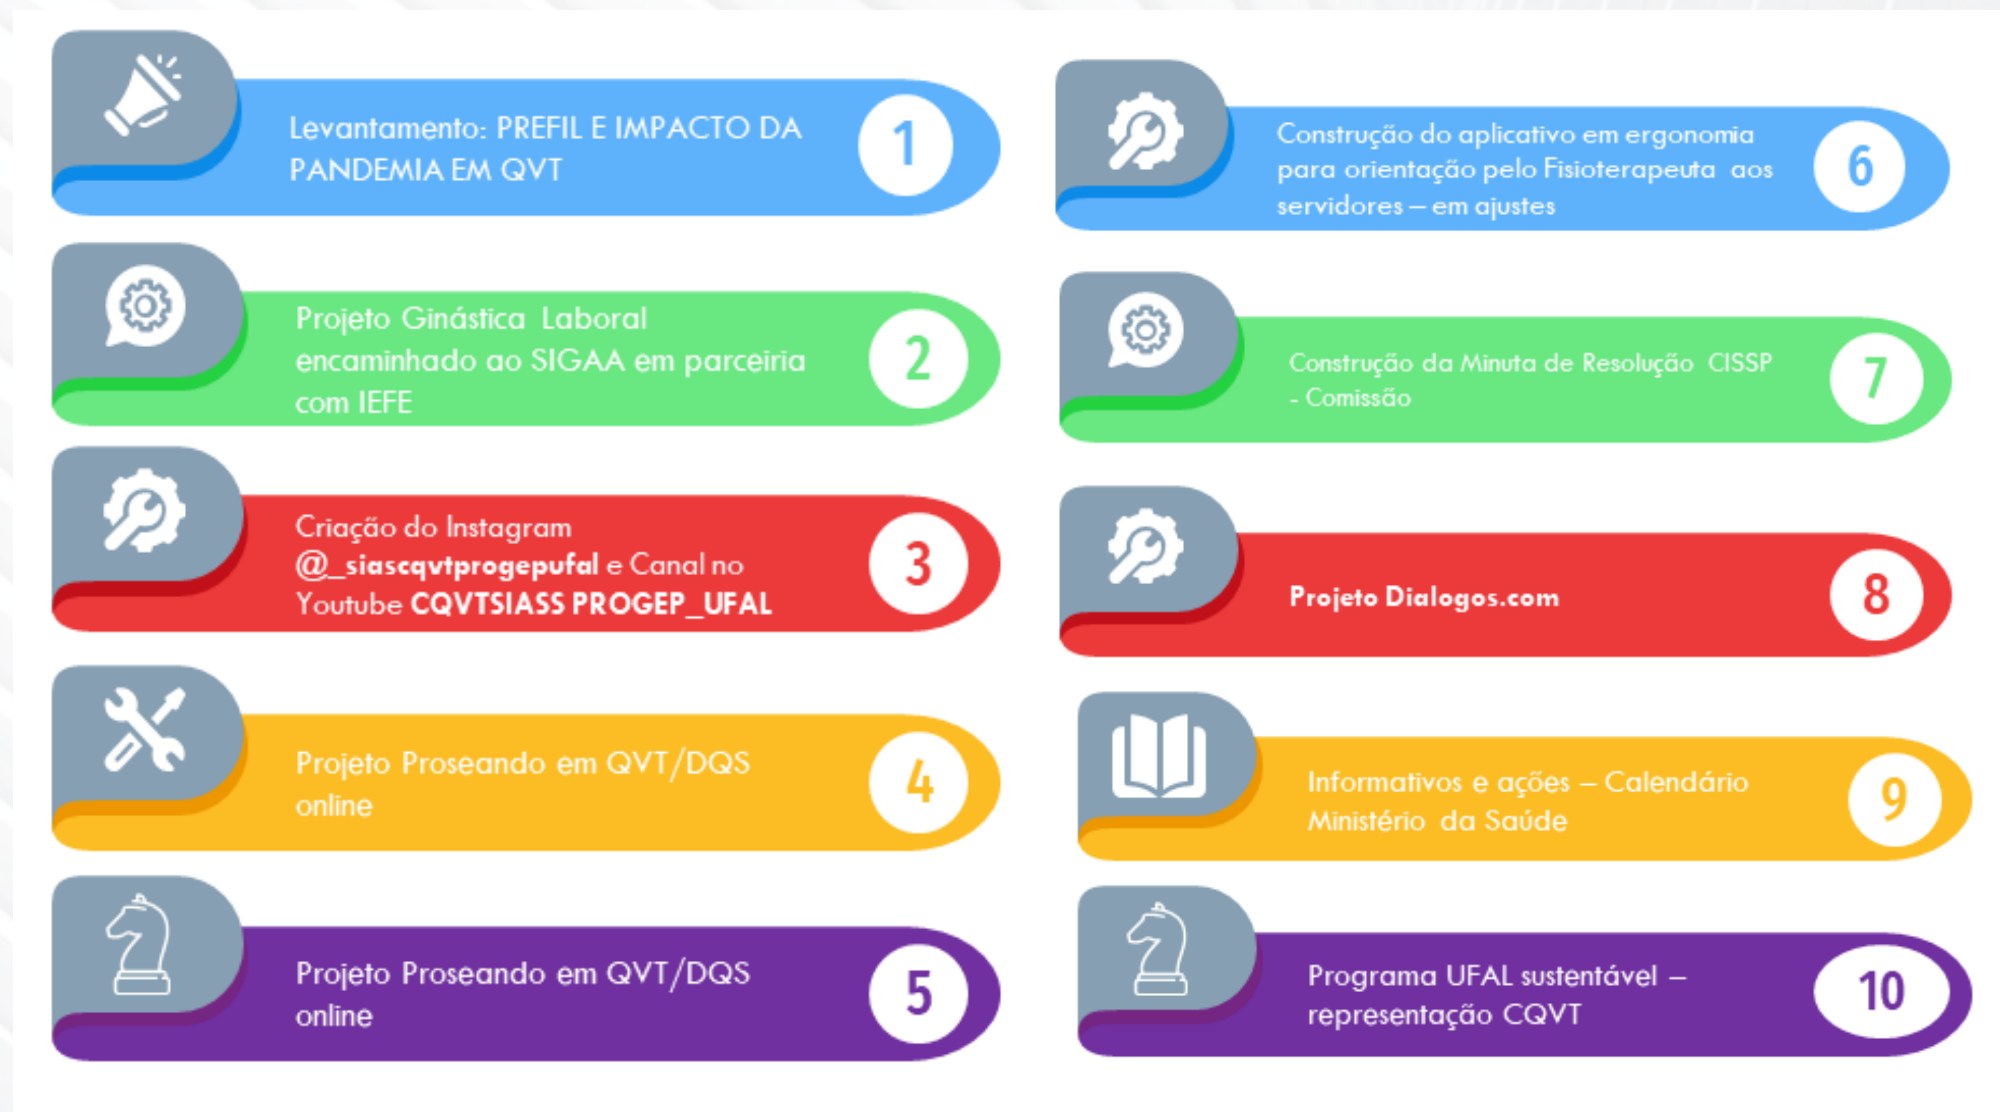 Levantamento: PREFIL E IMPACTO DA
PANDEMIA EM QVT
1
Projeto Ginástica Laboral
encaminhado ao SIGAA em parceiria
com IEFE
2
Criação do Instagram
@_siascqvtprogepufal e Canal no
Youtube CQVTSIASS PROGEP_UFAL
3
Projeto Proseando em QVT/DQS
online
4
Projeto Proseando em QVT/DQS
online
5
Construção do aplicativo em ergonomia
para orientação pelo Fisioterapeuta aos
servidores – em ajustes
6
Construção da Minuta de Resolução CISSP
- Comissão
7
Projeto Dialogos.com
8
Informativos e ações – Calendário
Ministério da Saúde
9
Programa UFAL sustentável –
representação CQVT
10